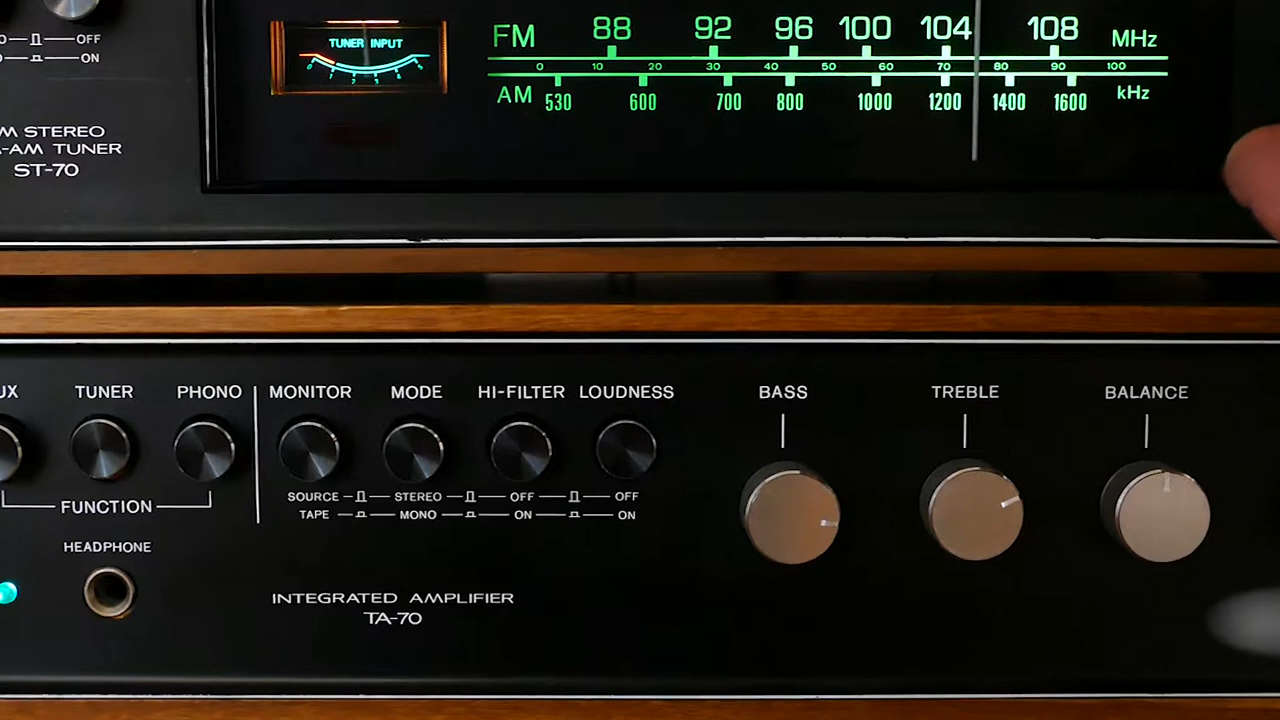 OFF
ON
STEREO
-AM TUNER
ST-70
TUNER INPUT
FM 88 92 96 100 104 108 MHz
0 10 20 30 40 50 60 70 80 90 100
AM 530 600 700 800 1000 1200 1400 1600 kHz
TUNER PHONO MONITOR MODE HI-FILTER LOUDNESS BASS TREBLE BALANCE
SOURCE STEREO OFF OFF
TAPE MONO ON ON
FUNCTION
HEADPHONE
INTEGRATED AMPLIFIER
TA-70